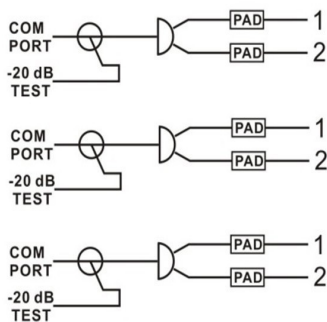 COM
PORT
PAD 1
PAD 2
-20 dB
TEST
COM
PORT
PAD 1
PAD 2
-20 dB
TEST
COM
PORT
PAD 1
PAD 2
-20 dB
TEST